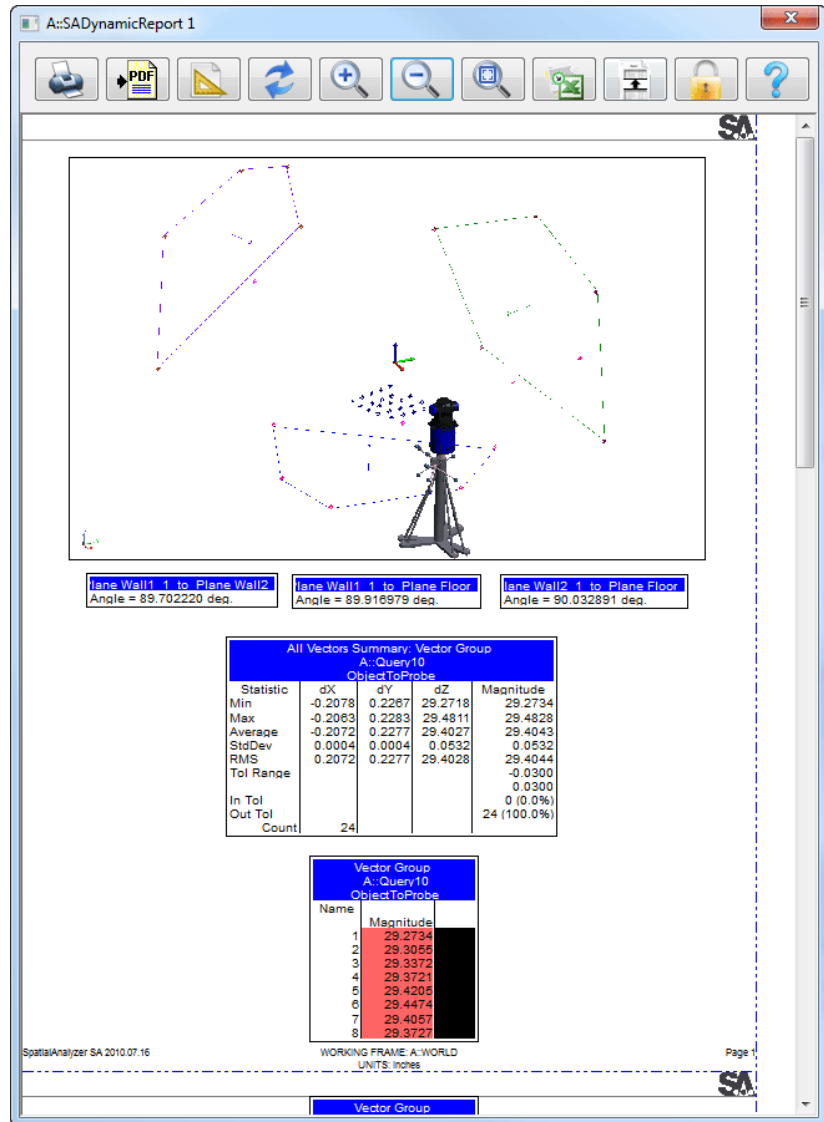 A::SADynamicReport 1
PDF
SA
lane Wall1 1 to Plane Wall2
Angle = 89.702220 deg.
lane Wall1 1 to Plane Floor
Angle = 89.916979 deg.
lane Wall2 1 to Plane Floor
Angle = 90.032891 deg.
All Vectors Summary: Vector Group
A::Query10
ObjectToProbe
Statistic dX dY dZ Magnitude
Min -0.2078 0.2267 29.2718 29.2734
Max -0.2063 0.2283 29.4811 29.4828
Average -0.2072 0.2277 29.4027 29.4043
StdDev 0.0004 0.0004 0.0532 0.0532
RMS 0.2072 0.2277 29.4028 29.4044
Tol Range -0.0300
0.0300
In Tol 0 (0.0%)
Out Tol 24 (100.0%)
Count 24
Vector Group
A::Query10
ObjectToProbe
Name Magnitude
1 29.2734
2 29.3055
3 29.3372
4 29.3721
5 29.4205
6 29.4474
7 29.4057
8 29.3727
SpatialAnalyzer SA 2010.07.16
WORKING FRAME: A::WORLD
UNITS: Inches
Page 1
SA
Vector Group